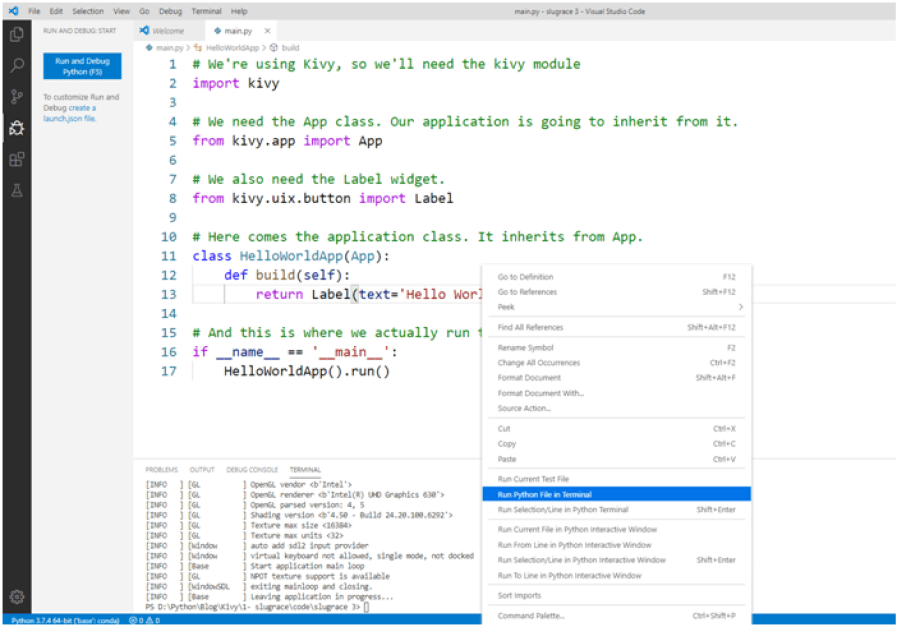 File Edit Selection View Go Debug Terminal Help main.py - slugrace 3 - Visual Studio Code
RUN AND DEBUG: START
Run and Debug
Python (F5)
To customize Run and
Debug create a
launch.json file.
Welcome main.py ×
main.py > HelloWorldApp > build
1 # We're using Kivy, so we'll need the kivy module
2 import kivy
3
4 # We need the App class. Our application is going to inherit from it.
5 from kivy.app import App
6
7 # We also need the Label widget.
8 from kivy.uix.button import Label
9
10 # Here comes the application class. It inherits from App.
11 class HelloWorldApp(App):
12 def build(self):
13 return Label(text='Hello Worl
14
15 # And this is where we actually run t
16 if __name__ == '__main__':
17 HelloWorldApp().run()
Go to Definition F12
Go to References Shift+F12
Peek >
Find All References Shift+Alt+F12
Rename Symbol F2
Change All Occurrences Ctrl+F2
Format Document Shift+Alt+F
Format Document With...
Source Action...
Cut Ctrl+X
Copy Ctrl+C
Paste Ctrl+V
Run Current Test File
Run Python File in Terminal
Run Selection/Line in Python Terminal Shift+Enter
Run Current File in Python Interactive Window
Run From Line in Python Interactive Window
Run Selection/Line in Python Interactive Window Shift+Enter
Run To Line in Python Interactive Window
Sort Imports
Command Palette... Ctrl+Shift+P
PROBLEMS OUTPUT DEBUG CONSOLE TERMINAL
[INFO ] [GL ] OpenGL vendor <b'Intel'>
[INFO ] [GL ] OpenGL renderer <b'Intel(R) UHD Graphics 630'>
[INFO ] [GL ] OpenGL parsed version: 4, 5
[INFO ] [GL ] Shading version <b'4.50 - Build 24.20.100.6292'>
[INFO ] [GL ] Texture max size <16384>
[INFO ] [GL ] Texture max units <32>
[INFO ] [Window ] auto add sdl2 input provider
[INFO ] [Window ] virtual keyboard not allowed, single mode, not docked
[INFO ] [Base ] Start application main loop
[INFO ] [GL ] NPOT texture support is available
[INFO ] [WindowSDL ] exiting mainloop and closing.
[INFO ] [Base ] Leaving application in progress...
PS D:\Python\Blog\Kivy\1- slugrace\code\slugrace 3>
Python 3.7.4 64-bit ('base': conda) 0 0